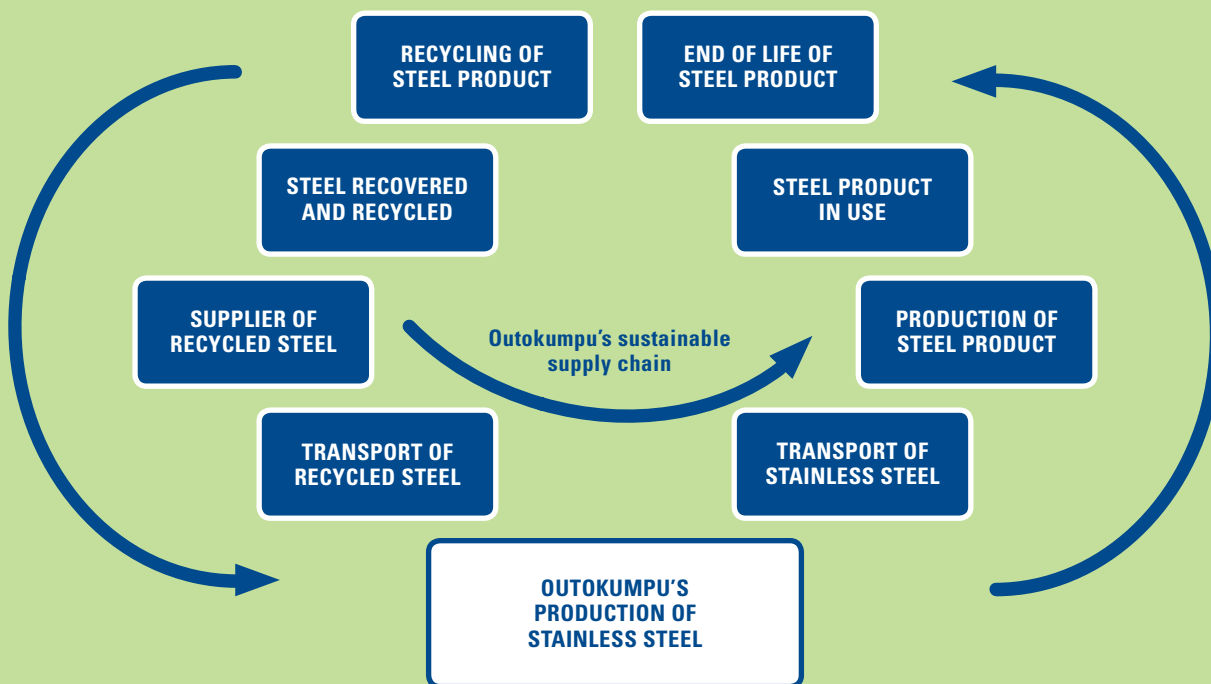 RECYCLING OF
STEEL PRODUCT
END OF LIFE OF
STEEL PRODUCT
STEEL RECOVERED
AND RECYCLED
STEEL PRODUCT
IN USE
SUPPLIER OF
RECYCLED STEEL
Outokumpu's sustainable
supply chain
PRODUCTION OF
STEEL PRODUCT
TRANSPORT OF
RECYCLED STEEL
TRANSPORT OF
STAINLESS STEEL
OUTOKUMPU'S
PRODUCTION OF
STAINLESS STEEL